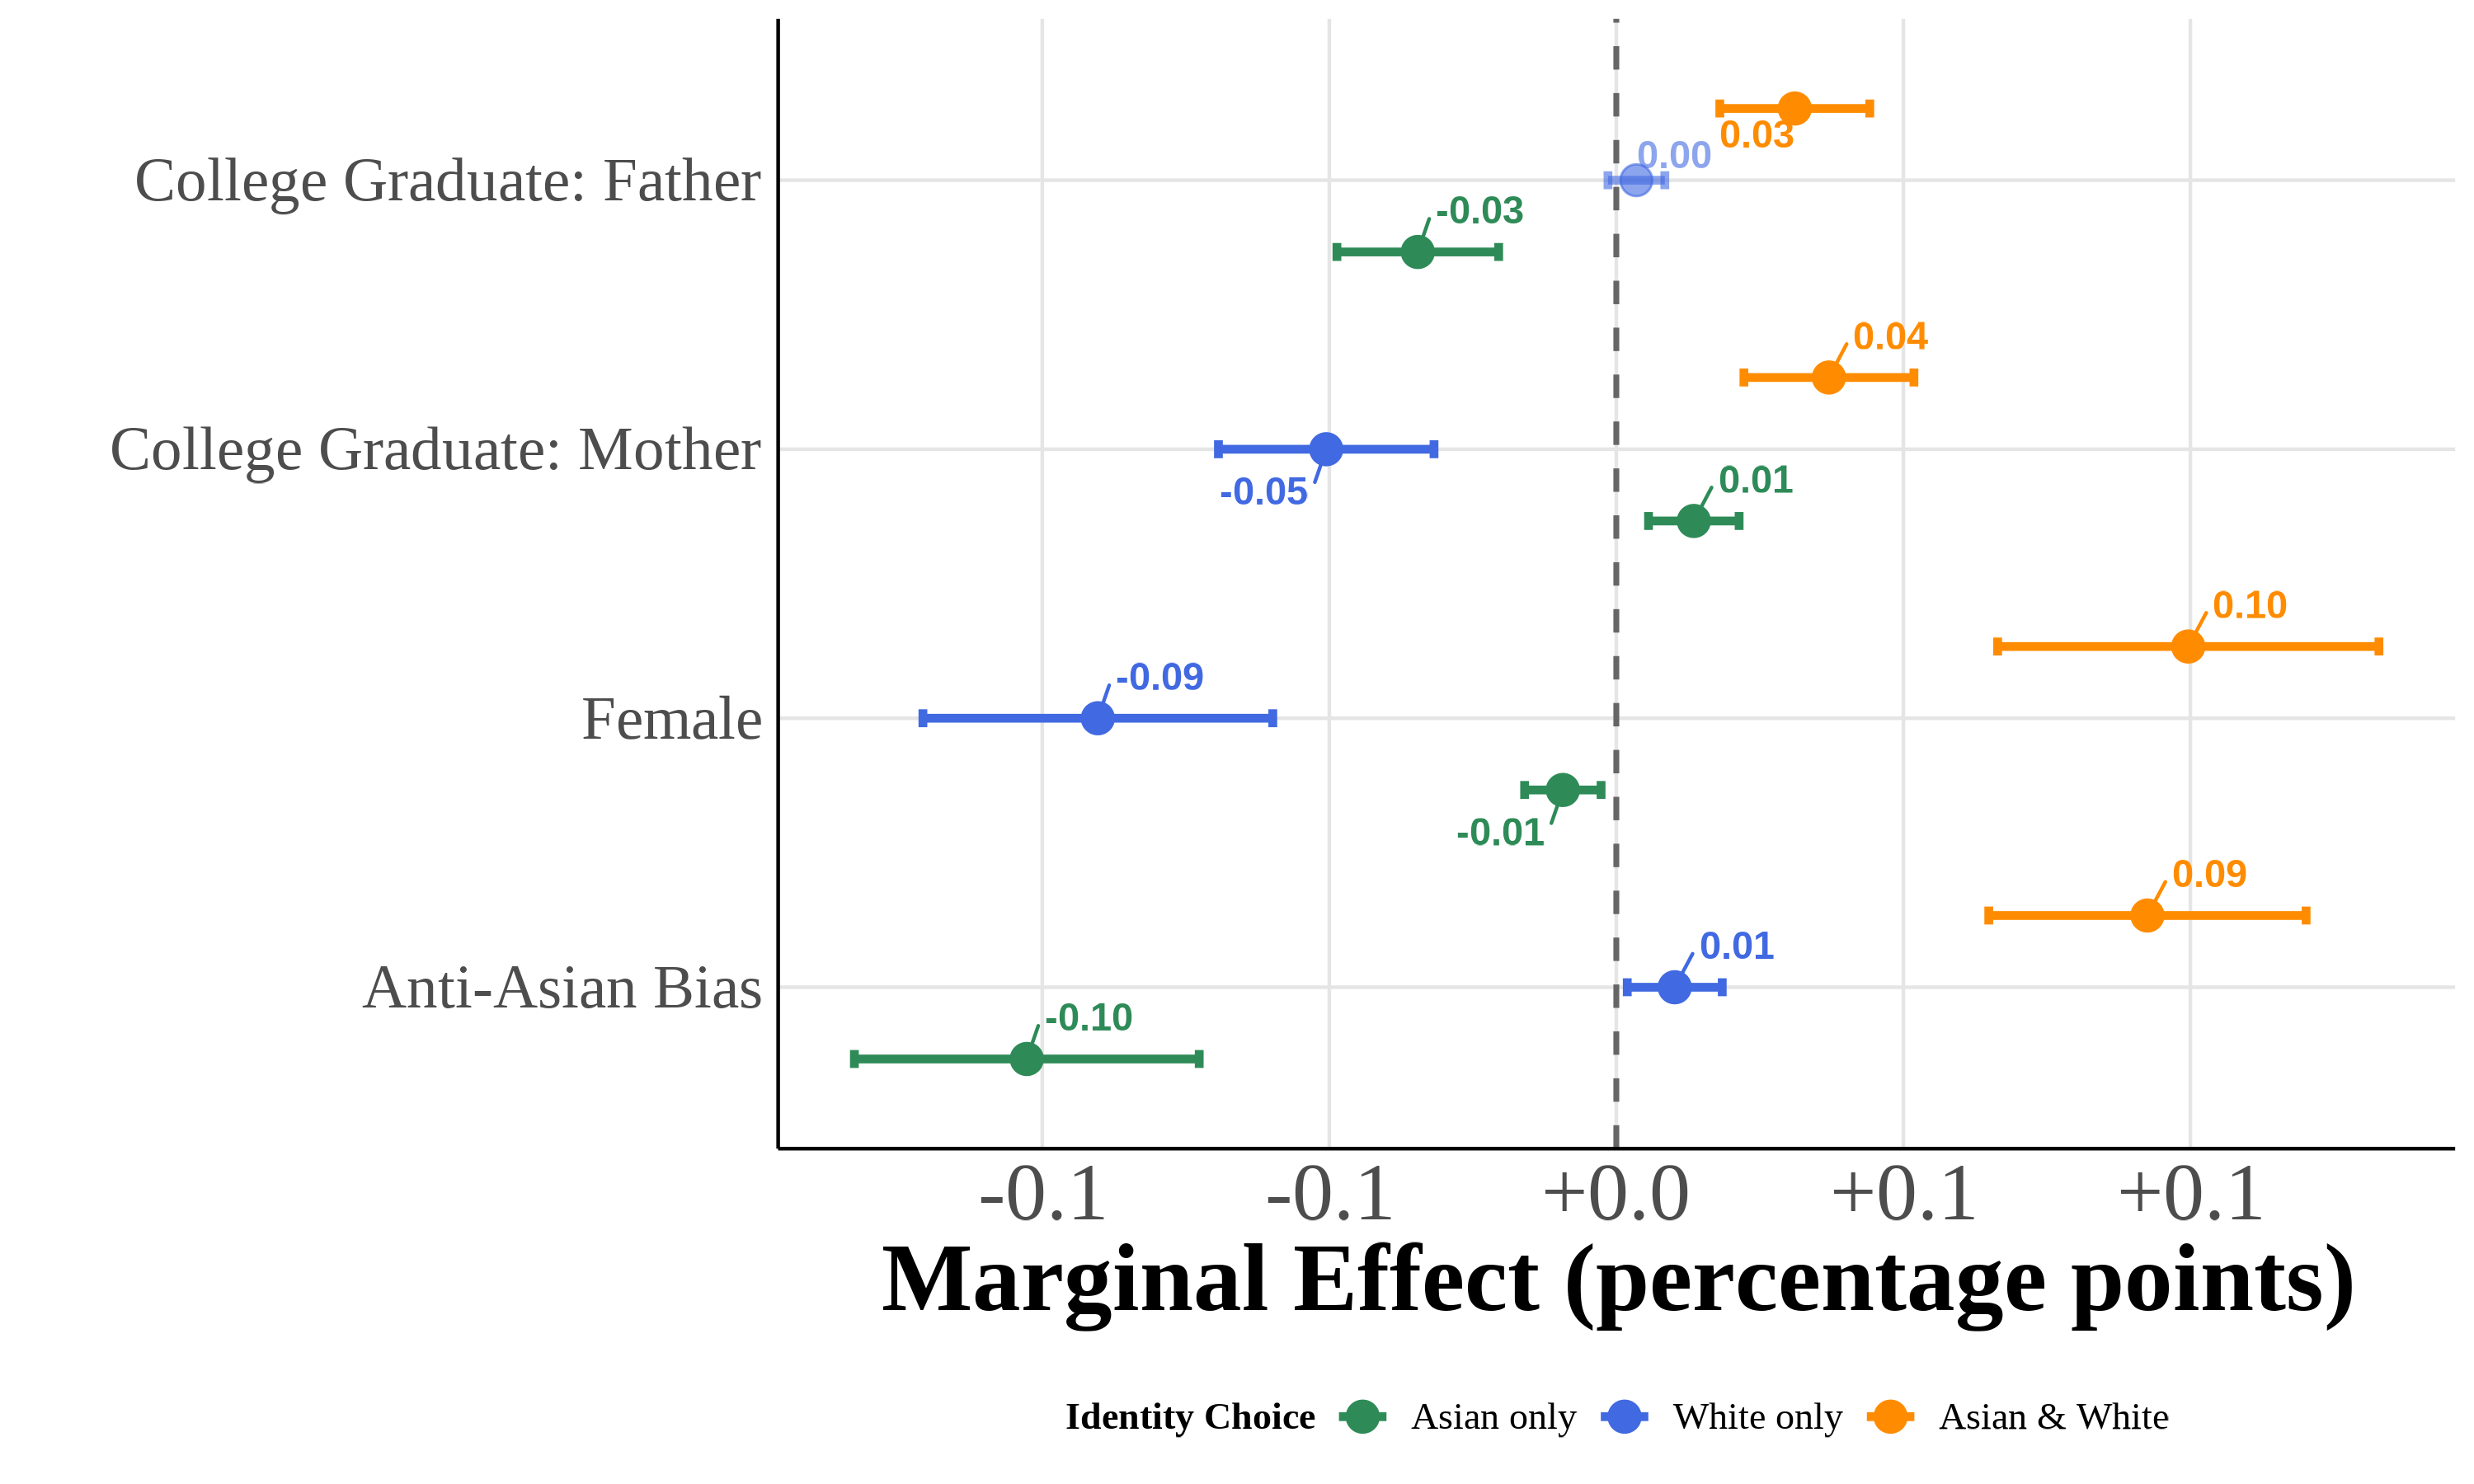 0.03
0.00
College Graduate: Father
-0.03
0.04
College Graduate: Mother
-0.05
0.01
0.10
-0.09
Female
-0.01
0.09
0.01
Anti-Asian Bias
-0.10
-0.1 -0.1 +0.0 +0.1 +0.1
Marginal Effect (percentage points)
Identity Choice Asian only White only Asian & White